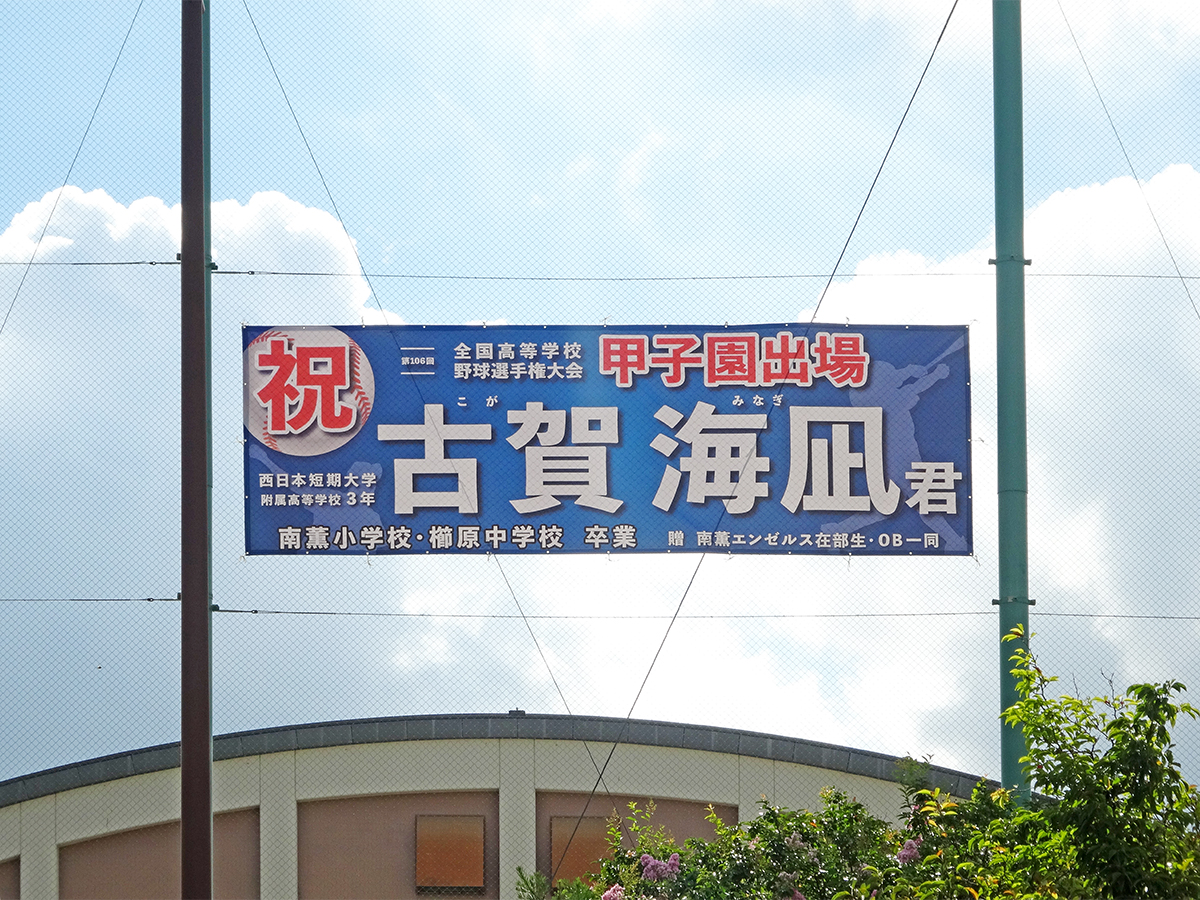 祝
第106回
全国高等学校
野球選手権大会
甲子園出場
こが
みなぎ
古賀 海凪君
西日本短期大学
附属高等学校 3年
南薫小学校・櫛原中学校 卒業
贈 南薫エンゼルス在部生・OB一同